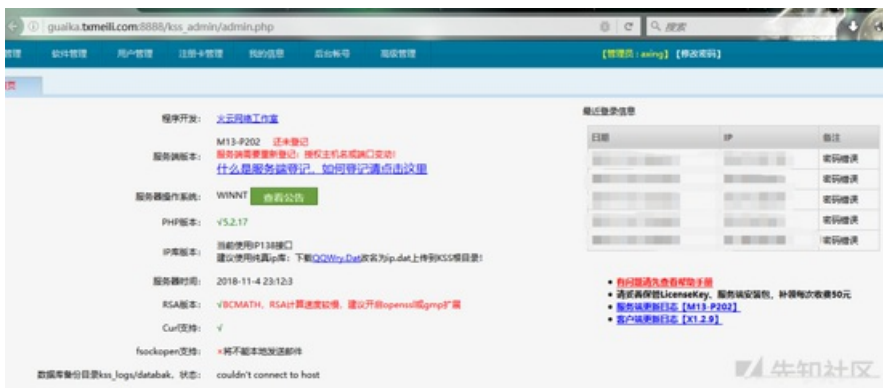 guaika.txmeili.com:8888/kss_admin/admin.php
搜索
管理 软件管理 用户管理 注册卡管理 我的信息 后台帐号 高级管理 【管理员：axing】 【修改密码】
页
程序开发： 火云网络工作室
服务端版本： M13-P202 还未登记
服务端需要重新登记：授权主机名或端口变动!
什么是服务端登记，如何登记请点击这里
服务器操作系统： WINNT 查看公告
PHP版本： √5.2.17
IP库版本： 当前使用IP138接口
建议使用纯真ip库：下载QQWry.Dat改名为ip.dat上传到KSS根目录!
服务器时间： 2018-11-4 23:12:3
RSA版本： √BCMATH，RSA计算速度较慢，建议开启openssl或gmp扩展
Curl支持： √
fsockopen支持： ×将不能本地发送邮件
数据库备份目录kss_logs/databak，状态： couldn't connect to host
最近登录信息
日期 IP 备注
密码错误
密码错误
密码错误
密码错误
密码错误
有问题请先查看帮助手册
请妥善保管LicenseKey、服务端安装包，补领每次收费50元
服务端更新日志【M13-P202】
客户端更新日志【X1.2.9】
先知社区